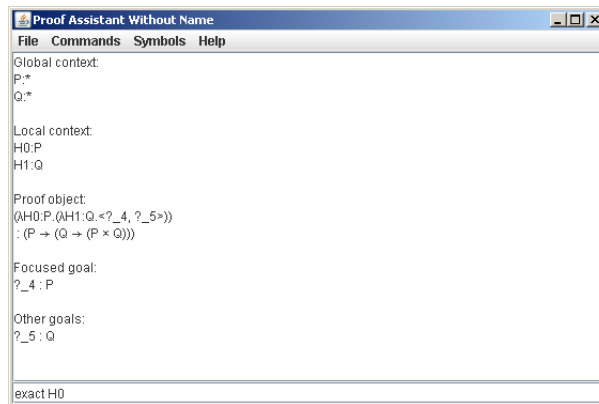 Proof Assistant Without Name
File Commands Symbols Help
Global context:
P:*
Q:*
Local context:
H0:P
H1:Q
Proof object:
(λH0:P.(λH1:Q.<?_4, ?_5>))
: (P → (Q → (P × Q)))
Focused goal:
?_4 : P
Other goals:
?_5 : Q
exact H0